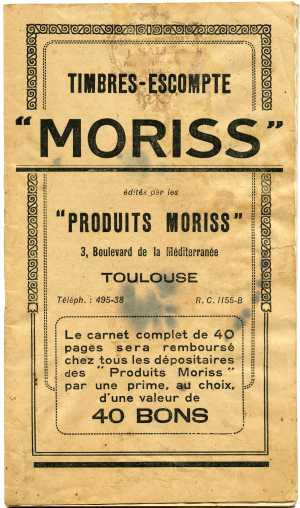 TIMBRES-ESCOMPTE
"MORISS"
édités par les
"PRODUITS MORISS"
3, Boulevard de la Méditerranée
TOULOUSE
Téléph. : 495-38 R. C. 1155-B
Le carnet complet de 40
pages sera remboursé
chez tous les dépositaires
des "Produits Moriss"
par une prime, au choix,
d'une valeur de
40 BONS